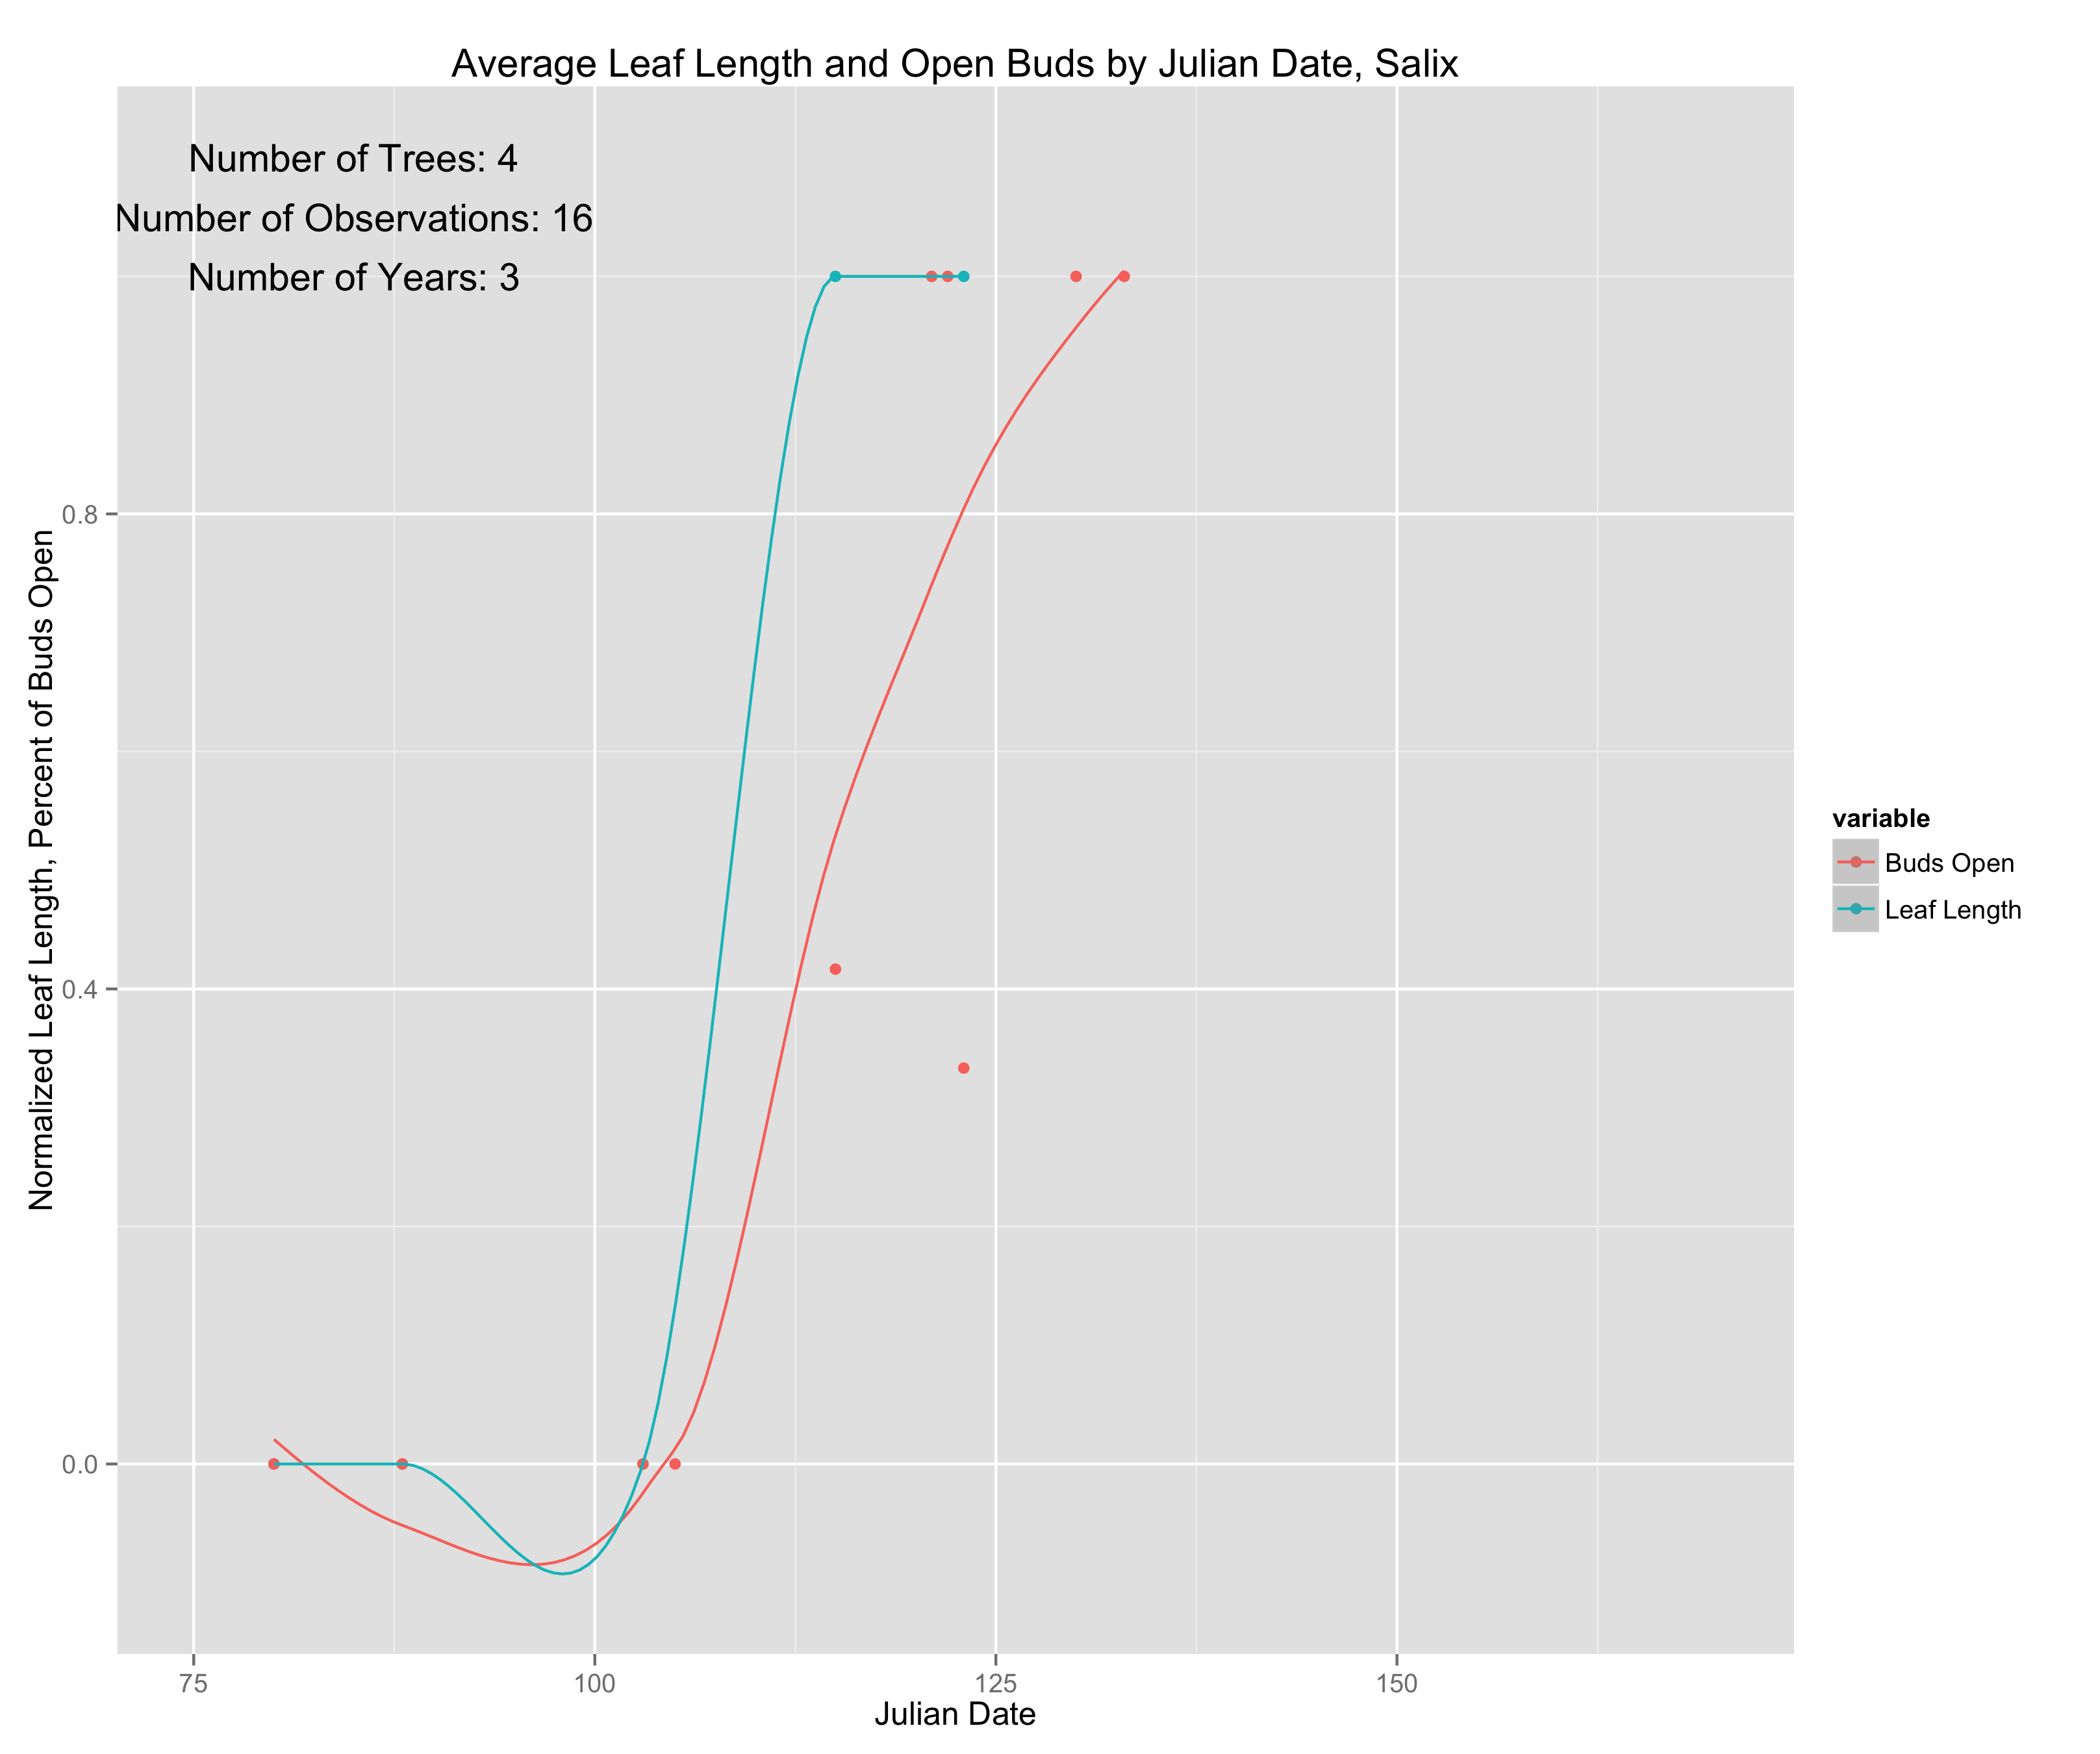 Average Leaf Length and Open Buds by Julian Date, Salix
Number of Trees: 4
Number of Observations: 16
Number of Years: 3
Normalized Leaf Length, Percent of Buds Open
0.8
0.4
0.0
75 100 125 150
Julian Date
variable
Buds Open
Leaf Length